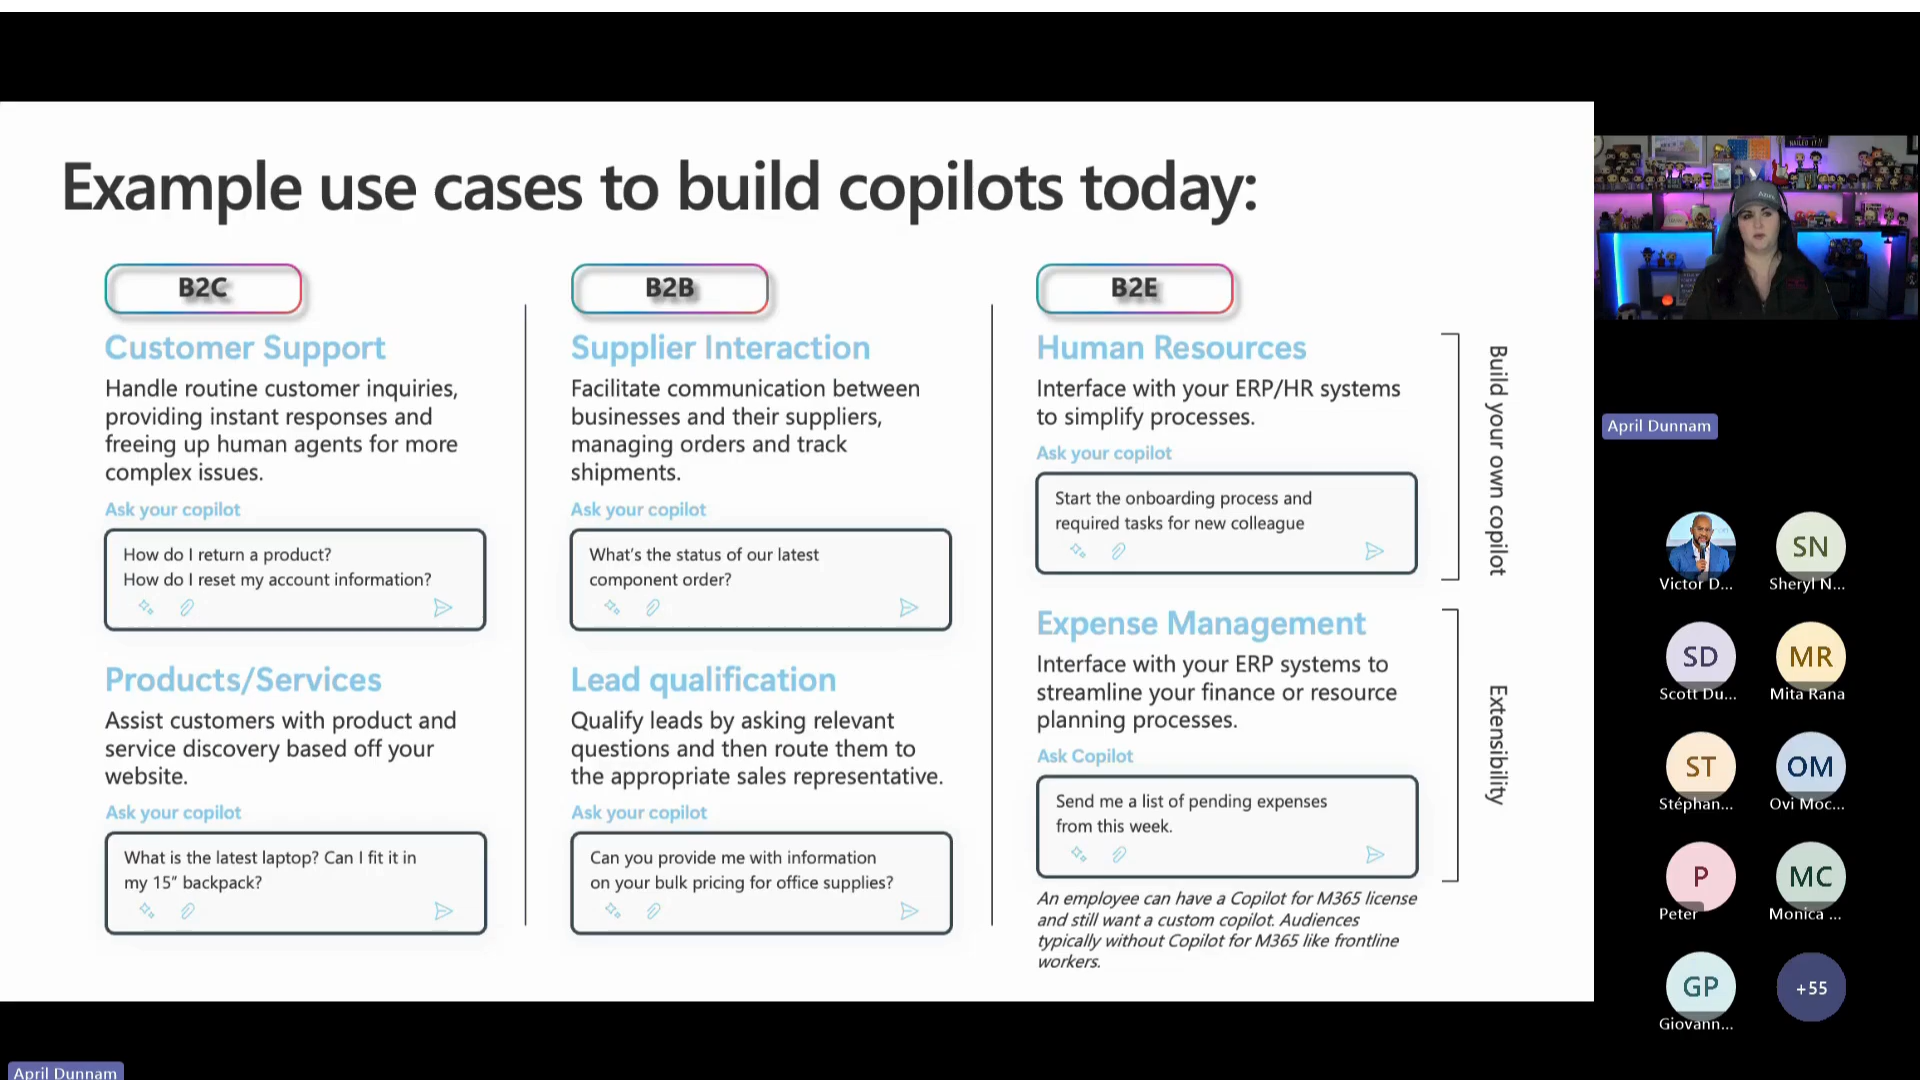 Example use cases to build copilots today:
B2C
Customer Support
Handle routine customer inquiries,
providing instant responses and
freeing up human agents for more
complex issues.
Ask your copilot
How do I return a product?
How do I reset my account information?
Products/Services
Assist customers with product and
service discovery based off your
website.
Ask your copilot
What is the latest laptop? Can I fit it in
my 15” backpack?
B2B
Supplier Interaction
Facilitate communication between
businesses and their suppliers,
managing orders and track
shipments.
Ask your copilot
What’s the status of our latest
component order?
Lead qualification
Qualify leads by asking relevant
questions and then route them to
the appropriate sales representative.
Ask your copilot
Can you provide me with information
on your bulk pricing for office supplies?
B2E
Human Resources
Interface with your ERP/HR systems
to simplify processes.
Ask your copilot
Start the onboarding process and
required tasks for new colleague
Build your own copilot
Expense Management
Interface with your ERP systems to
streamline your finance or resource
planning processes.
Ask Copilot
Send me a list of pending expenses
from this week.
Extensibility
An employee can have a Copilot for M365 license
and still want a custom copilot. Audiences
typically without Copilot for M365 like frontline
workers.
April Dunnam
Victor D...
SN
Sheryl N...
SD
Scott Du...
MR
Mita Rana
ST
Stéphan...
OM
Ovi Moc...
P
Peter
MC
Monica ...
GP
Giovann...
+55
April Dunnam